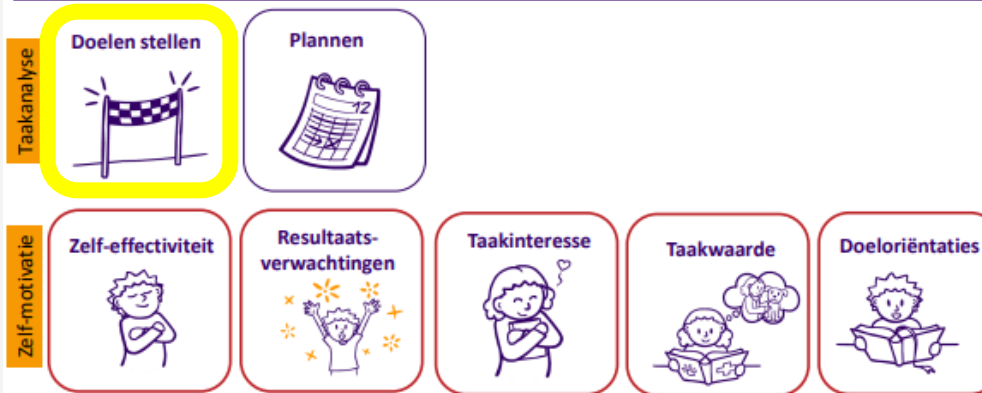 Taakanalyse
Doelen stellen
Plannen
12
Zelf-motivatie
Zelf-effectiviteit
Resultaats-
verwachtingen
Taakinteresse
Taakwaarde
Doeloriëntaties